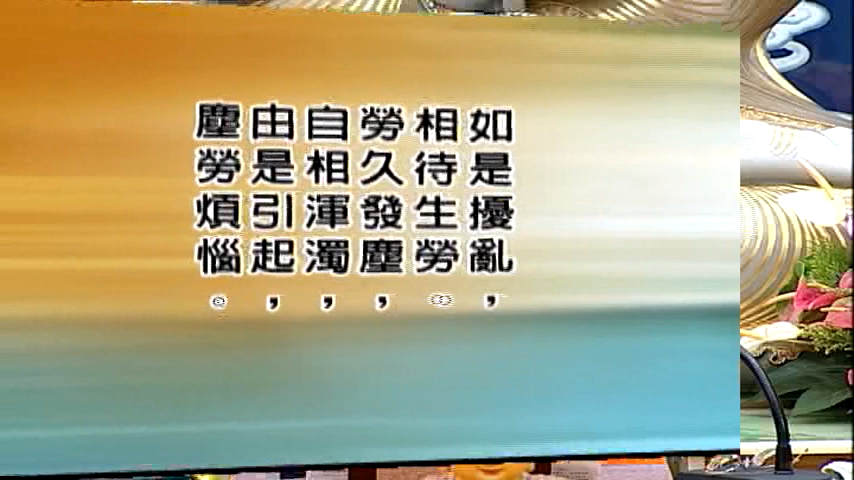 如是擾亂，
相待生勞。
勞久發塵，
自相渾濁，
由是引起，
塵勞煩惱。